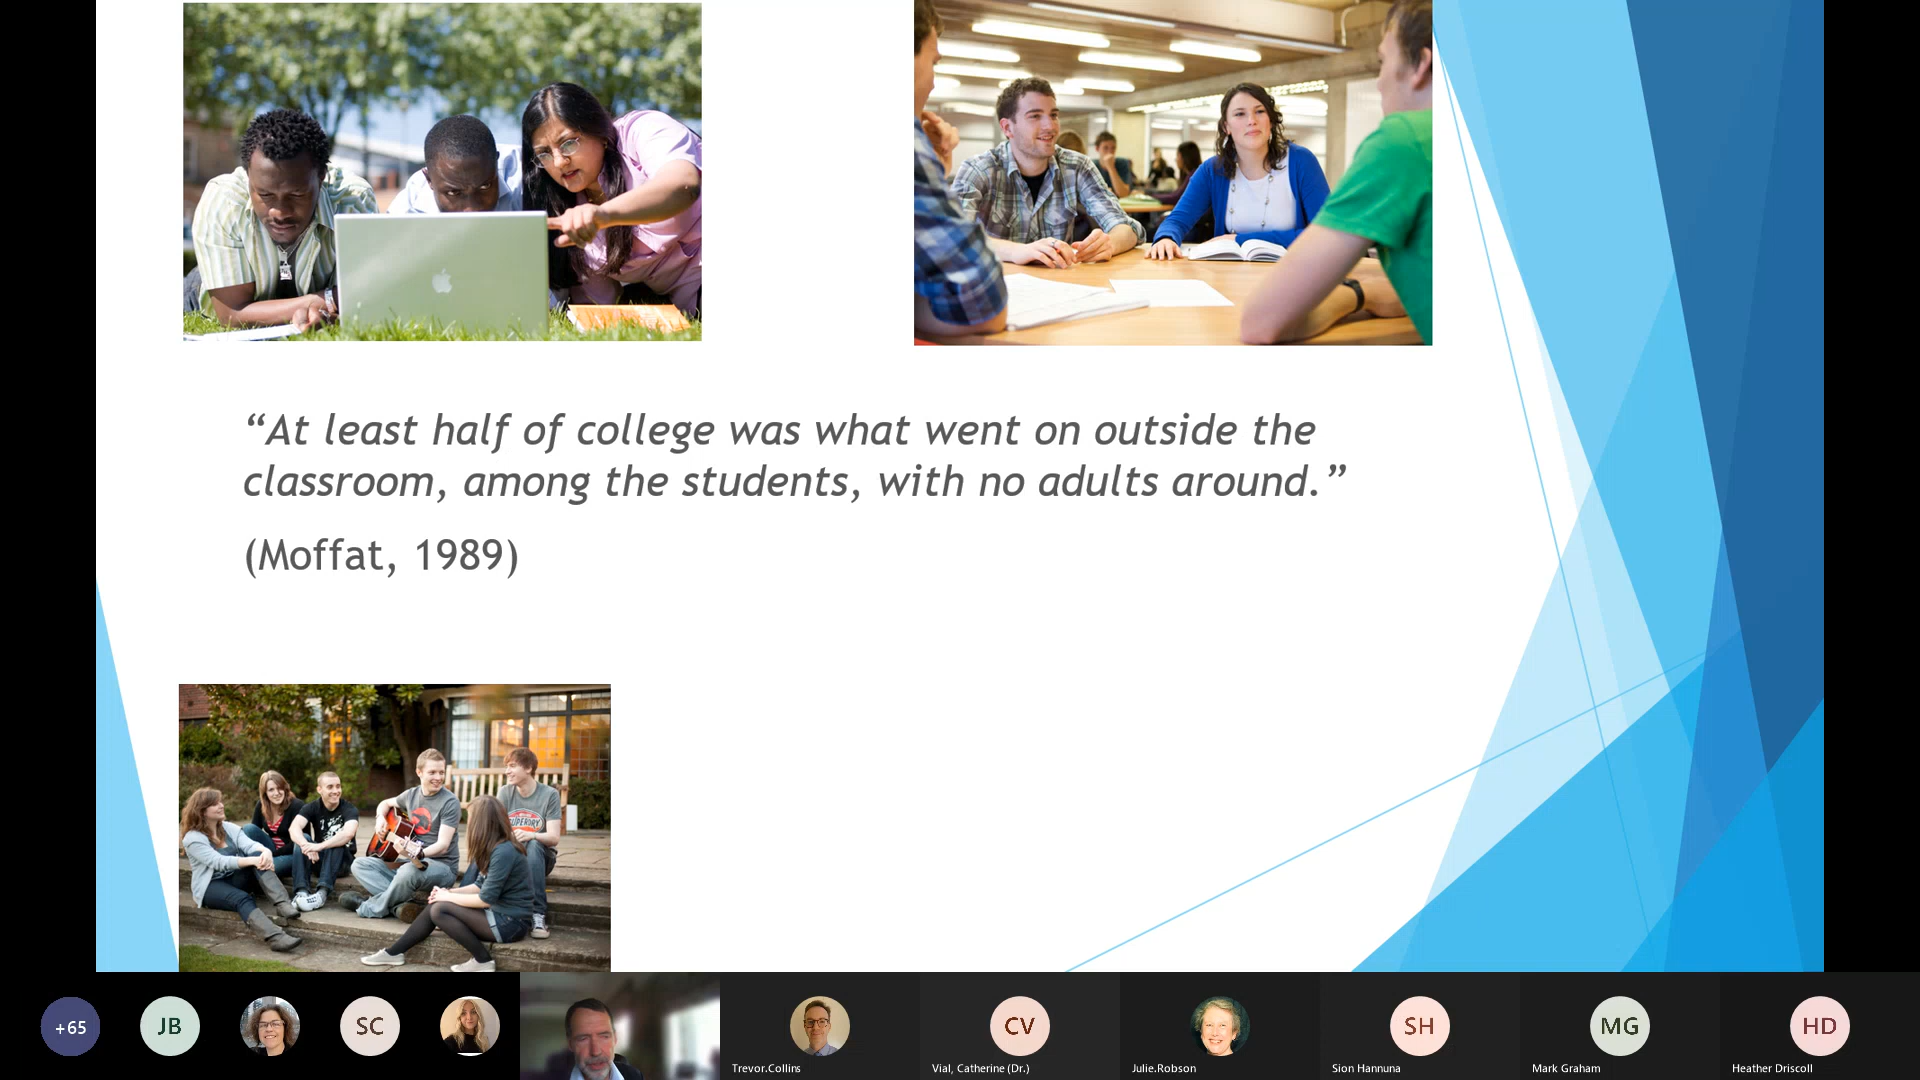 SUPERDRY
“At least half of college was what went on outside the
classroom, among the students, with no adults around.”
(Moffat, 1989)
+65
JB
SC
CV
SH
MG
HD
Trevor.Collins
Vial, Catherine (Dr.)
Julie.Robson
Sion Hannuna
Mark Graham
Heather Driscoll